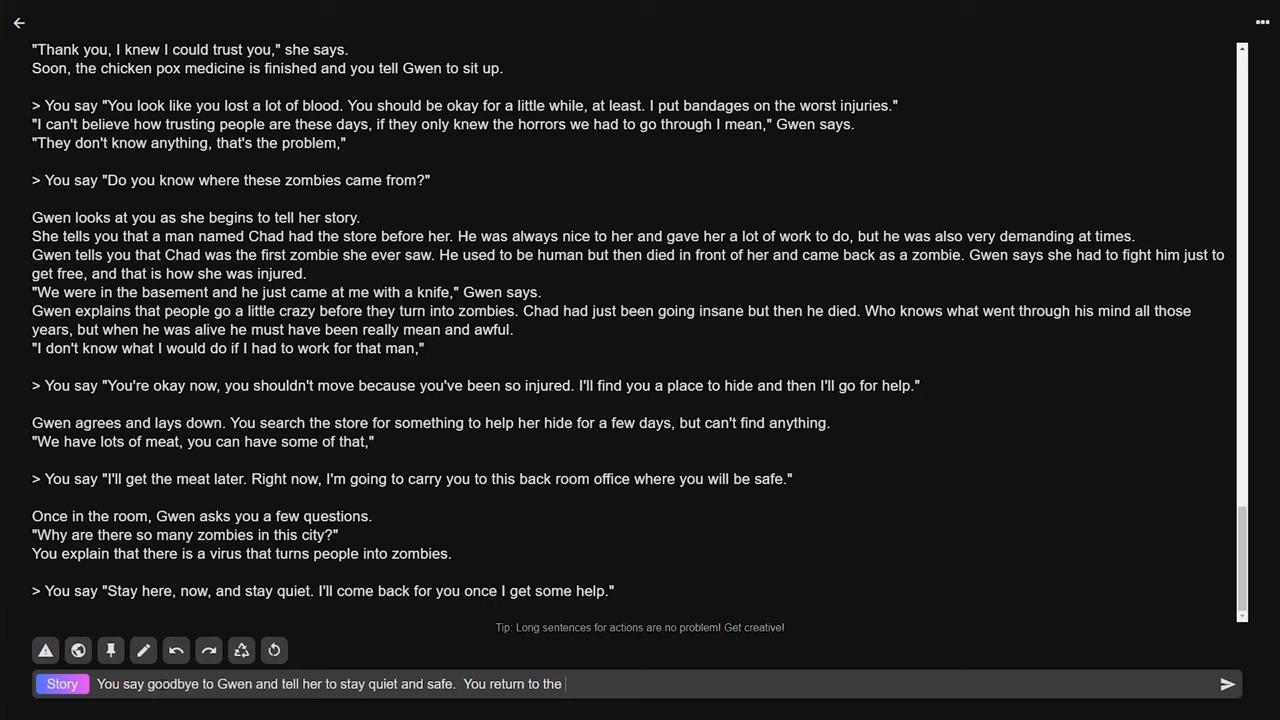 "Thank you, I knew I could trust you," she says.
Soon, the chicken pox medicine is finished and you tell Gwen to sit up.
> You say "You look like you lost a lot of blood. You should be okay for a little while, at least. I put bandages on the worst injuries."
"I can't believe how trusting people are these days, if they only knew the horrors we had to go through I mean," Gwen says.
"They don't know anything, that's the problem,"
> You say "Do you know where these zombies came from?"
Gwen looks at you as she begins to tell her story.
She tells you that a man named Chad had the store before her. He was always nice to her and gave her a lot of work to do, but he was also very demanding at times.
Gwen tells you that Chad was the first zombie she ever saw. He used to be human but then died in front of her and came back as a zombie. Gwen says she had to fight him just to
get free, and that is how she was injured.
"We were in the basement and he just came at me with a knife," Gwen says.
Gwen explains that people go a little crazy before they turn into zombies. Chad had just been going insane but then he died. Who knows what went through his mind all those
years, but when he was alive he must have been really mean and awful.
"I don't know what I would do if I had to work for that man,"
> You say "You're okay now, you shouldn't move because you've been so injured. I'll find you a place to hide and then I'll go for help."
Gwen agrees and lays down. You search the store for something to help her hide for a few days, but can't find anything.
"We have lots of meat, you can have some of that,"
> You say "I'll get the meat later. Right now, I'm going to carry you to this back room office where you will be safe."
Once in the room, Gwen asks you a few questions.
"Why are there so many zombies in this city?"
You explain that there is a virus that turns people into zombies.
> You say "Stay here, now, and stay quiet. I'll come back for you once I get some help."
Tip: Long sentences for actions are no problem! Get creative!
Story You say goodbye to Gwen and tell her to stay quiet and safe.  You return to the